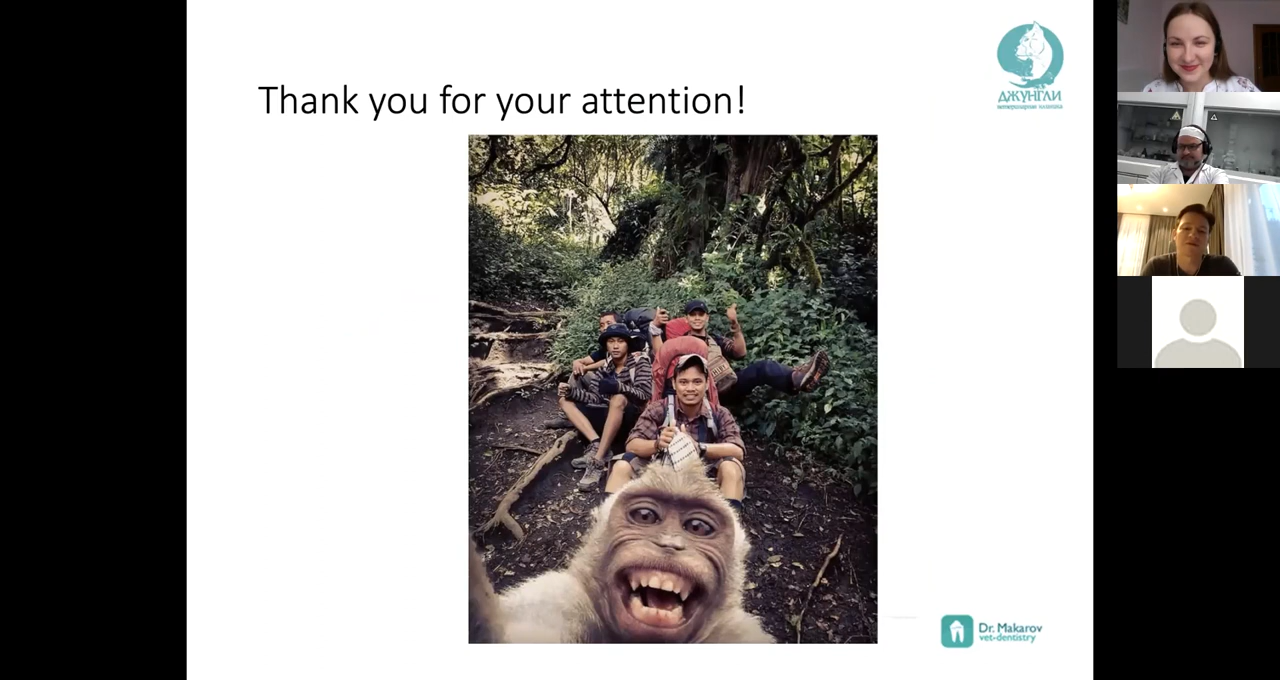 Thank you for your attention!
ДЖУНГЛИ
ветеринарная клиника
Dr. Makarov
vet-dentistry